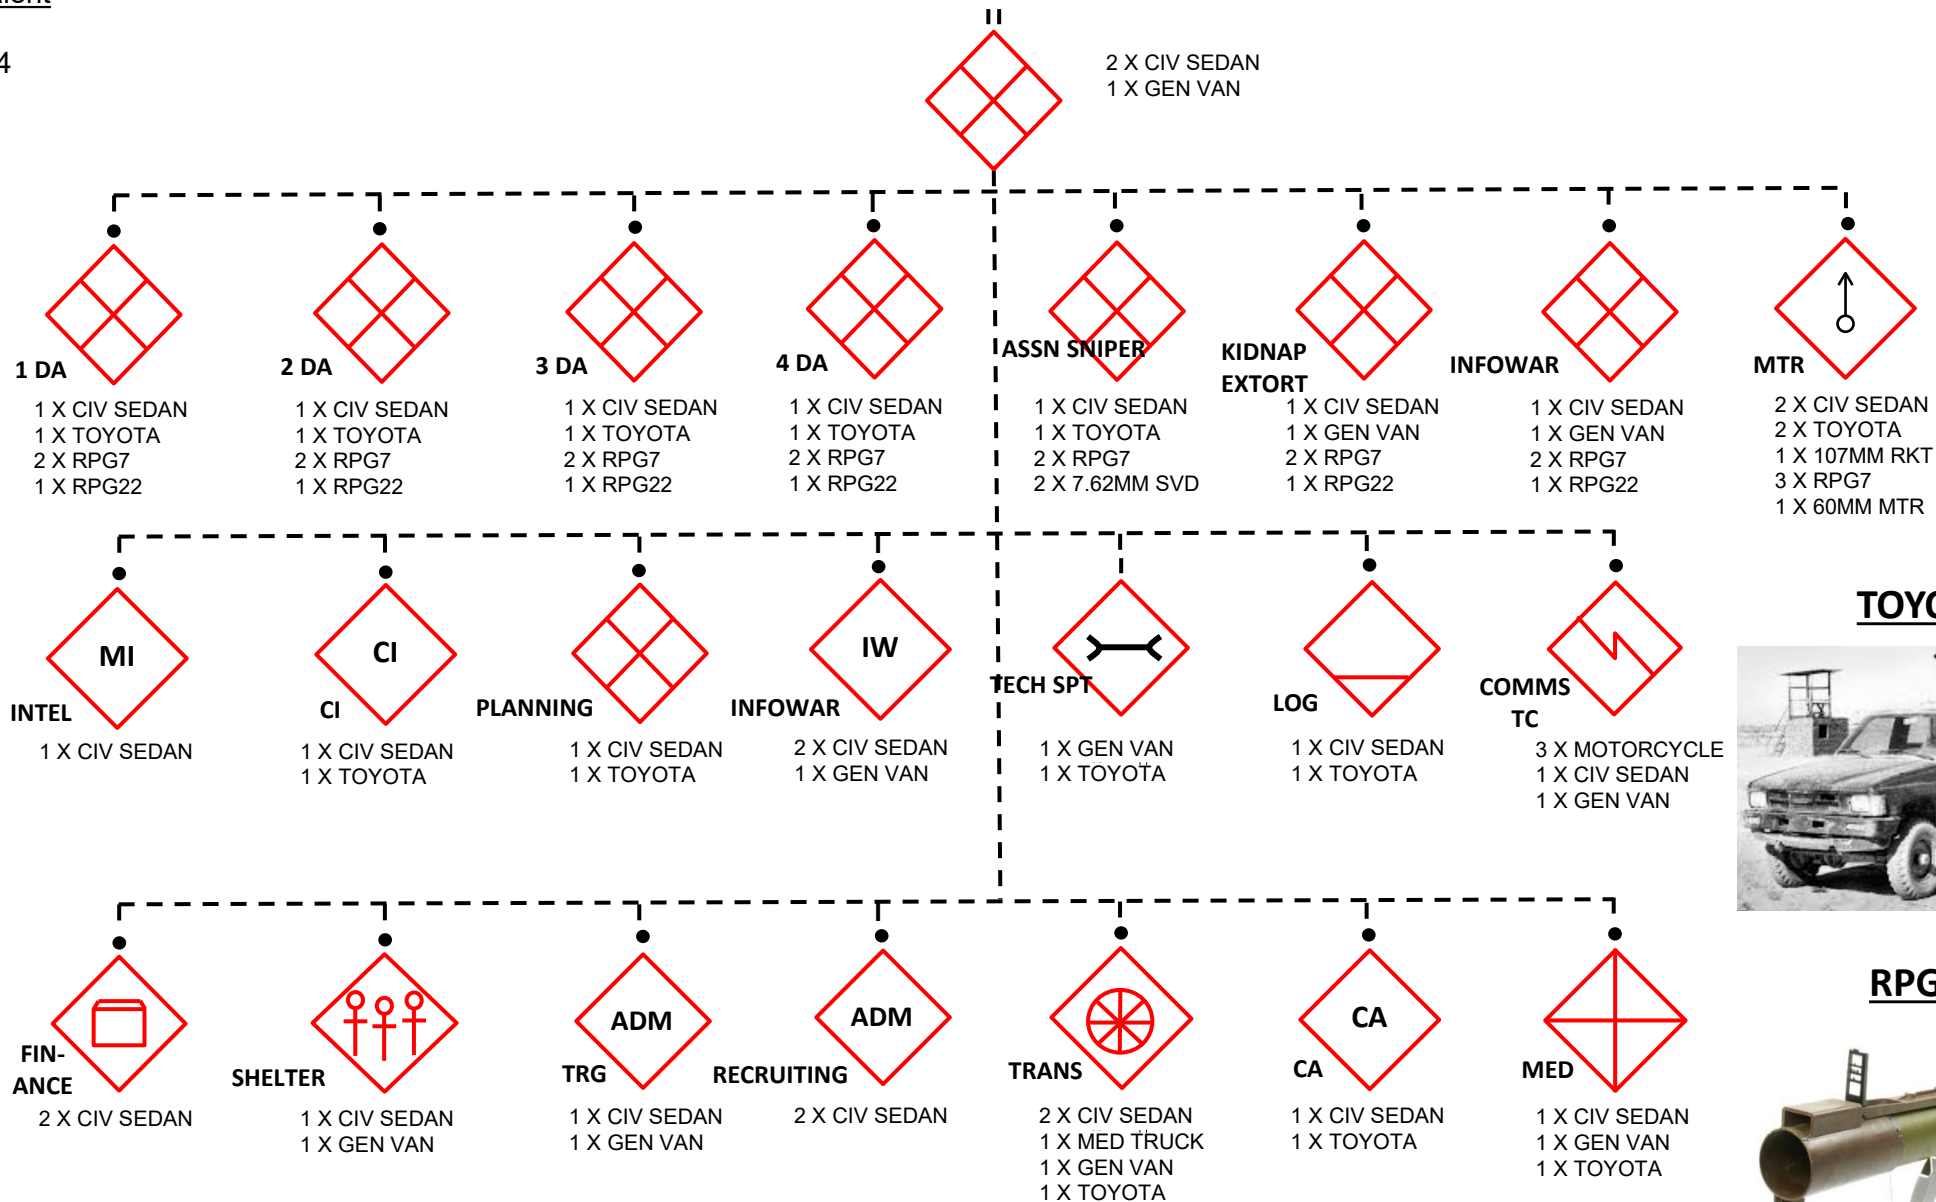 4
2 X CIV SEDAN
1 X GEN VAN
1 DA
1 X CIV SEDAN
1 X TOYOTA
2 X RPG7
1 X RPG22
2 DA
1 X CIV SEDAN
1 X TOYOTA
2 X RPG7
1 X RPG22
3 DA
1 X CIV SEDAN
1 X TOYOTA
2 X RPG7
1 X RPG22
4 DA
1 X CIV SEDAN
1 X TOYOTA
2 X RPG7
1 X RPG22
ASSN SNIPER
1 X CIV SEDAN
1 X TOYOTA
2 X RPG7
2 X 7.62MM SVD
KIDNAP
EXTORT
1 X CIV SEDAN
1 X GEN VAN
2 X RPG7
1 X RPG22
INFOWAR
1 X CIV SEDAN
1 X GEN VAN
2 X RPG7
1 X RPG22
MTR
2 X CIV SEDAN
2 X TOYOTA
1 X 107MM RKT
3 X RPG7
1 X 60MM MTR
MI
INTEL
1 X CIV SEDAN
CI
CI
1 X CIV SEDAN
1 X TOYOTA
PLANNING
1 X CIV SEDAN
1 X TOYOTA
IW
INFOWAR
2 X CIV SEDAN
1 X GEN VAN
TECH SPT
1 X GEN VAN
1 X TOYOTA
LOG
1 X CIV SEDAN
1 X TOYOTA
COMMS
TC
3 X MOTORCYCLE
1 X CIV SEDAN
1 X GEN VAN
TOYO
FIN-
ANCE
2 X CIV SEDAN
SHELTER
1 X CIV SEDAN
1 X GEN VAN
ADM
TRG
1 X CIV SEDAN
1 X GEN VAN
ADM
RECRUITING
2 X CIV SEDAN
TRANS
2 X CIV SEDAN
1 X MED TRUCK
1 X GEN VAN
1 X TOYOTA
CA
CA
1 X CIV SEDAN
1 X TOYOTA
MED
1 X CIV SEDAN
1 X GEN VAN
1 X TOYOTA
RPG